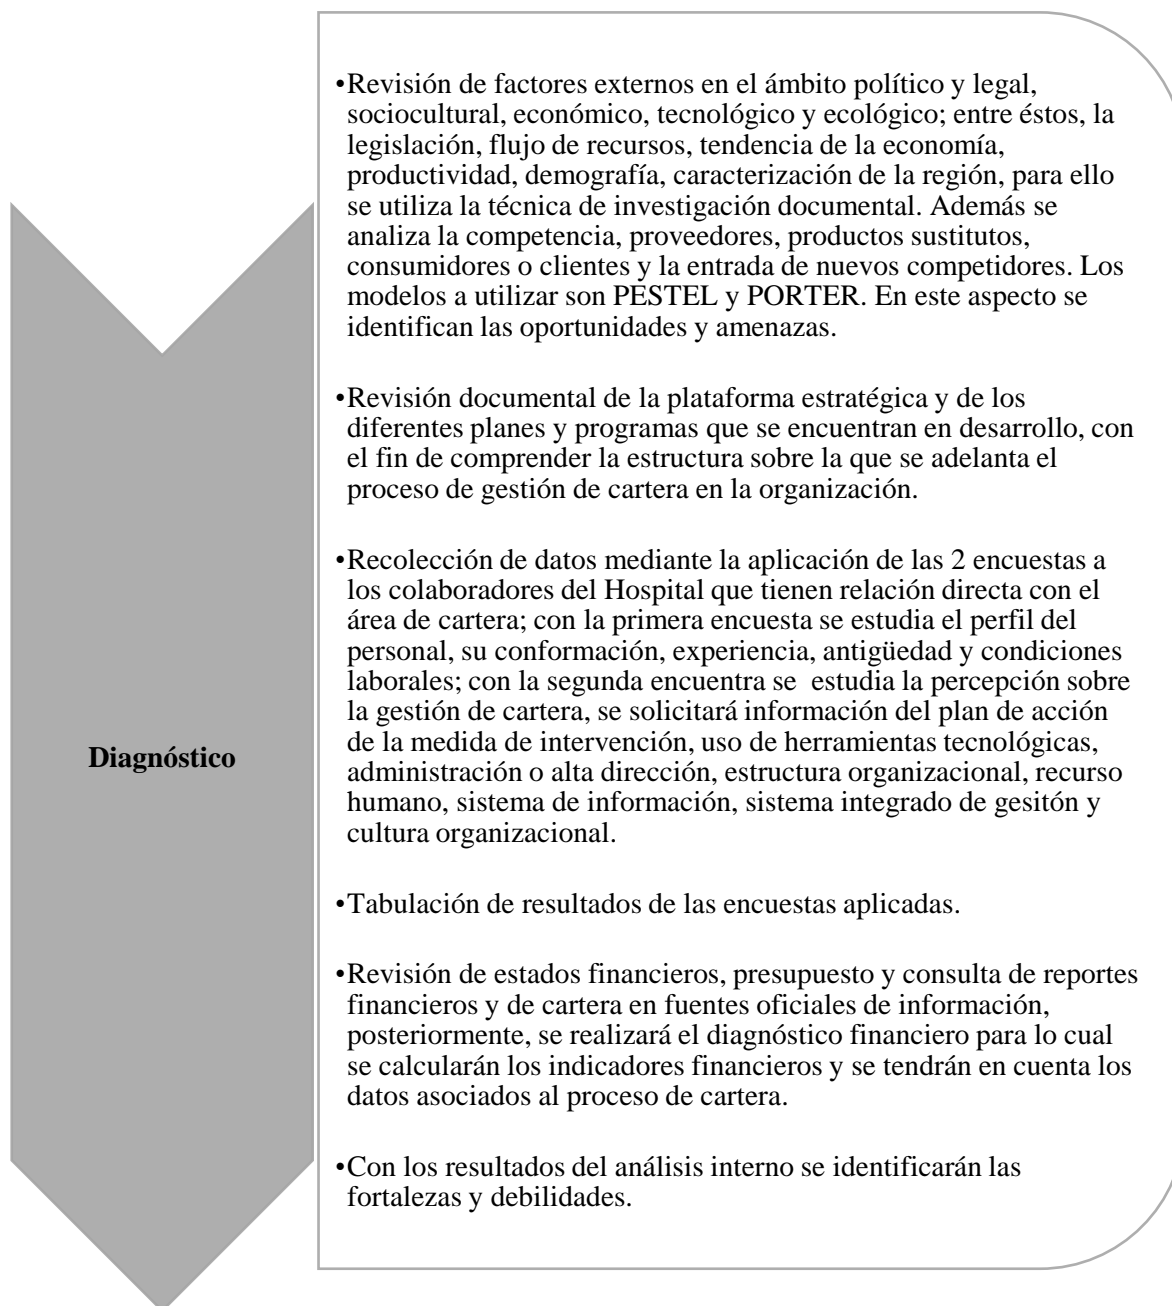 Diagnóstico
•Revisión de factores externos en el ámbito político y legal,
sociocultural, económico, tecnológico y ecológico; entre éstos, la
legislación, flujo de recursos, tendencia de la economía,
productividad, demografía, caracterización de la región, para ello
se utiliza la técnica de investigación documental. Además se
analiza la competencia, proveedores, productos sustitutos,
consumidores o clientes y la entrada de nuevos competidores. Los
modelos a utilizar son PESTEL y PORTER. En este aspecto se
identifican las oportunidades y amenazas.
•Revisión documental de la plataforma estratégica y de los
diferentes planes y programas que se encuentran en desarrollo, con
el fin de comprender la estructura sobre la que se adelanta el
proceso de gestión de cartera en la organización.
•Recolección de datos mediante la aplicación de las 2 encuestas a
los colaboradores del Hospital que tienen relación directa con el
área de cartera; con la primera encuesta se estudia el perfil del
personal, su conformación, experiencia, antigüedad y condiciones
laborales; con la segunda encuentra se  estudia la percepción sobre
la gestión de cartera, se solicitará información del plan de acción
de la medida de intervención, uso de herramientas tecnológicas,
administración o alta dirección, estructura organizacional, recurso
humano, sistema de información, sistema integrado de gesitón y
cultura organizacional.
•Tabulación de resultados de las encuestas aplicadas.
•Revisión de estados financieros, presupuesto y consulta de reportes
financieros y de cartera en fuentes oficiales de información,
posteriormente, se realizará el diagnóstico financiero para lo cual
se calcularán los indicadores financieros y se tendrán en cuenta los
datos asociados al proceso de cartera.
•Con los resultados del análisis interno se identificarán las
fortalezas y debilidades.